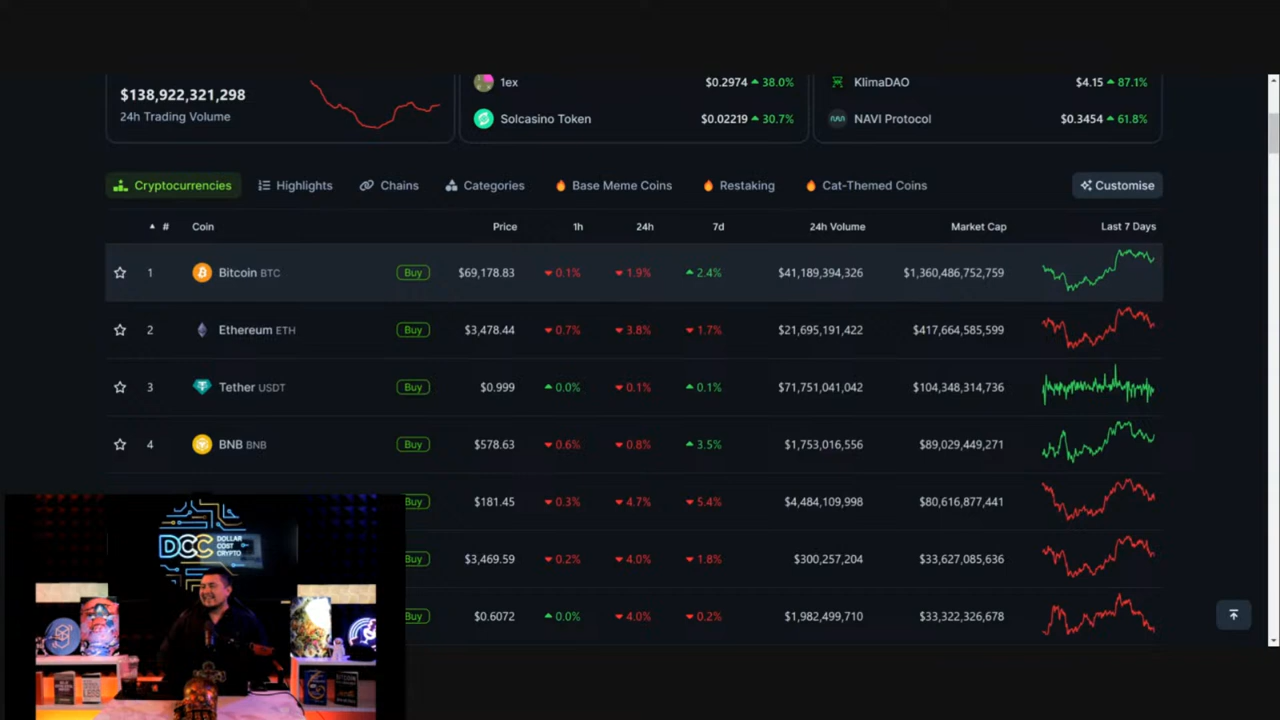 $138,922,321,298
24h Trading Volume
1ex $0.2974 38.0%
Solcasino Token $0.02219 30.7%
KlimaDAO $4.15 87.1%
NAVI Protocol $0.3454 61.8%
Cryptocurrencies Highlights Chains Categories Base Meme Coins Restaking Cat-Themed Coins Customise
# Coin Price 1h 24h 7d 24h Volume Market Cap Last 7 Days
1 Bitcoin BTC Buy $69,178.83 0.1% 1.9% 2.4% $41,189,394,326 $1,360,486,752,759
2 Ethereum ETH Buy $3,478.44 0.7% 3.8% 1.7% $21,695,191,422 $417,664,585,599
3 Tether USDT Buy $0.999 0.0% 0.1% 0.1% $71,751,041,042 $104,348,314,736
4 BNB BNB Buy $578.63 0.6% 0.8% 3.5% $1,753,016,556 $89,029,449,271
Buy $181.45 0.3% 4.7% 5.4% $4,484,109,998 $80,616,877,441
Buy $3,469.59 0.2% 4.0% 1.8% $300,257,204 $33,627,085,636
Buy $0.6072 0.0% 4.0% 0.2% $1,982,499,710 $33,322,326,678
DCC
DOLLAR
COST
CRYPTO